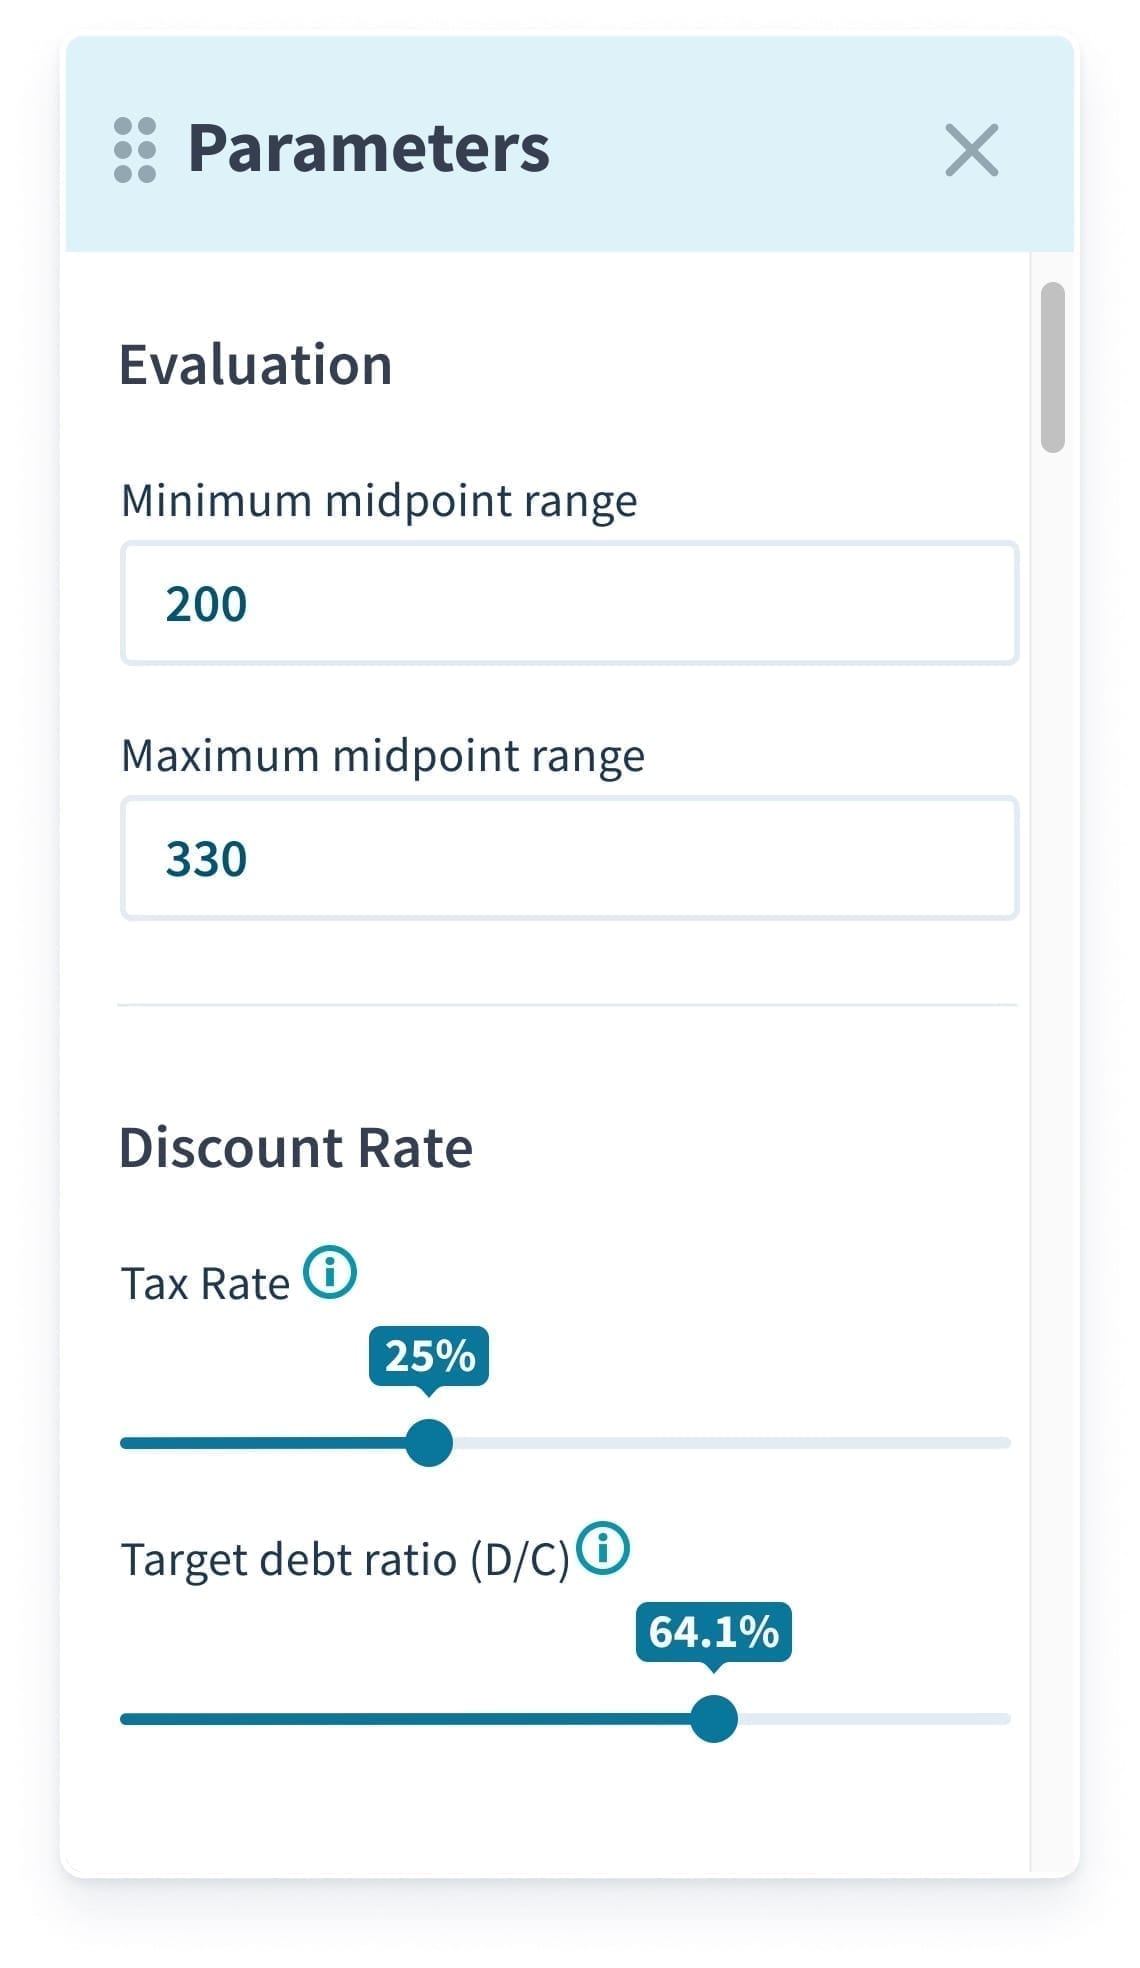 Parameters
Evaluation
Minimum midpoint range
200
Maximum midpoint range
330
Discount Rate
Tax Rate
25%
Target debt ratio (D/C)
64.1%